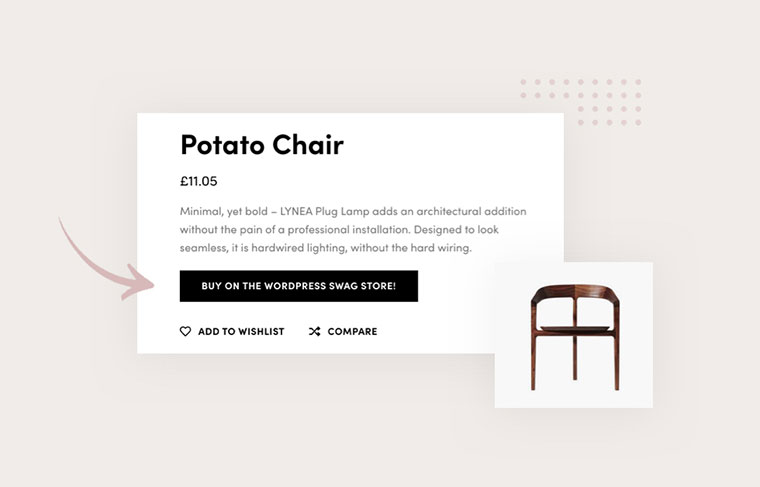 Potato Chair
£11.05
Minimal, yet bold – LYNEA Plug Lamp adds an architectural addition
without the pain of a professional installation. Designed to look
seamless, it is hardwired lighting, without the hard wiring.
BUY ON THE WORDPRESS SWAG STORE!
ADD TO WISHLIST COMPARE